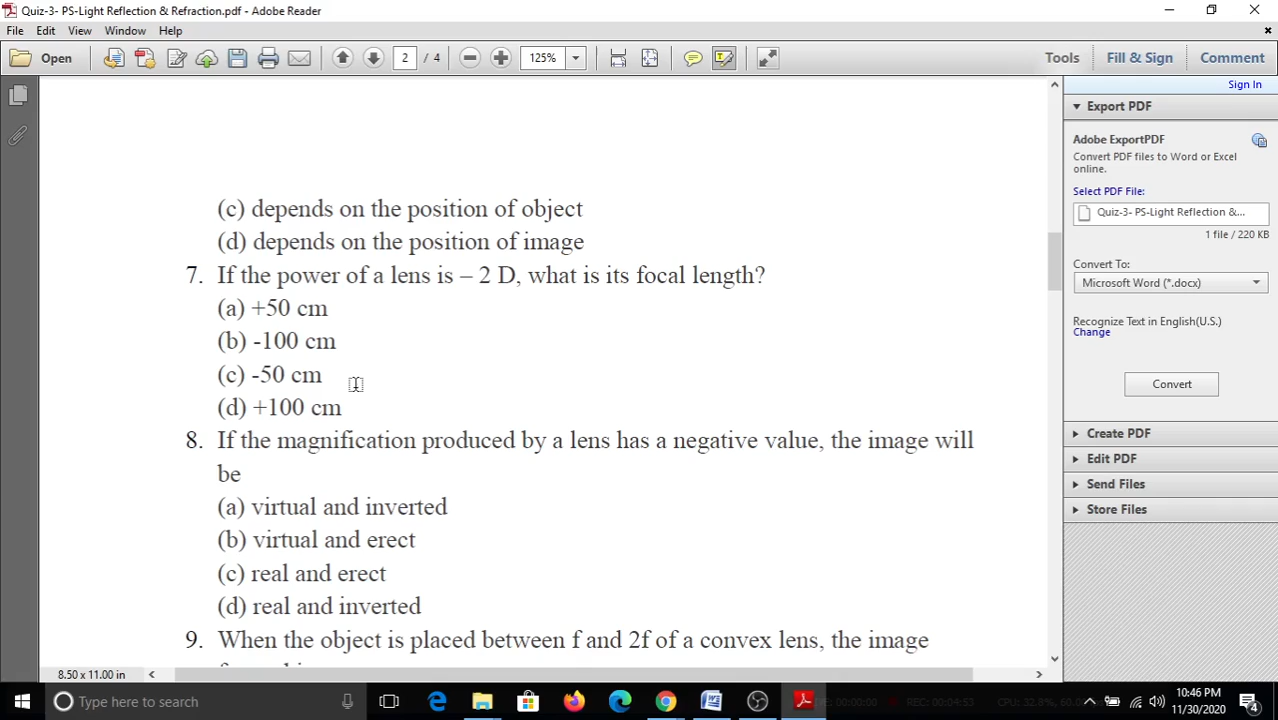 Quiz-3- PS-Light Reflection & Refraction.pdf - Adobe Reader
File Edit View Window Help
Open 2 / 4 125% Tools Fill & Sign Comment
Sign In
Export PDF
Adobe ExportPDF
Convert PDF files to Word or Excel
online.
Select PDF File:
Quiz-3- PS-Light Reflection &...
1 file / 220 KB
Convert To:
Microsoft Word (*.docx)
Recognize Text in English(U.S.)
Change
Convert
Create PDF
Edit PDF
Send Files
Store Files
(c) depends on the position of object
(d) depends on the position of image
7. If the power of a lens is – 2 D, what is its focal length?
(a) +50 cm
(b) -100 cm
(c) -50 cm
(d) +100 cm
8. If the magnification produced by a lens has a negative value, the image will
be
(a) virtual and inverted
(b) virtual and erect
(c) real and erect
(d) real and inverted
9. When the object is placed between f and 2f of a convex lens, the image
8.50 x 11.00 in
Type here to search
REC: 00:04:53
10:46 PM
11/30/2020
4